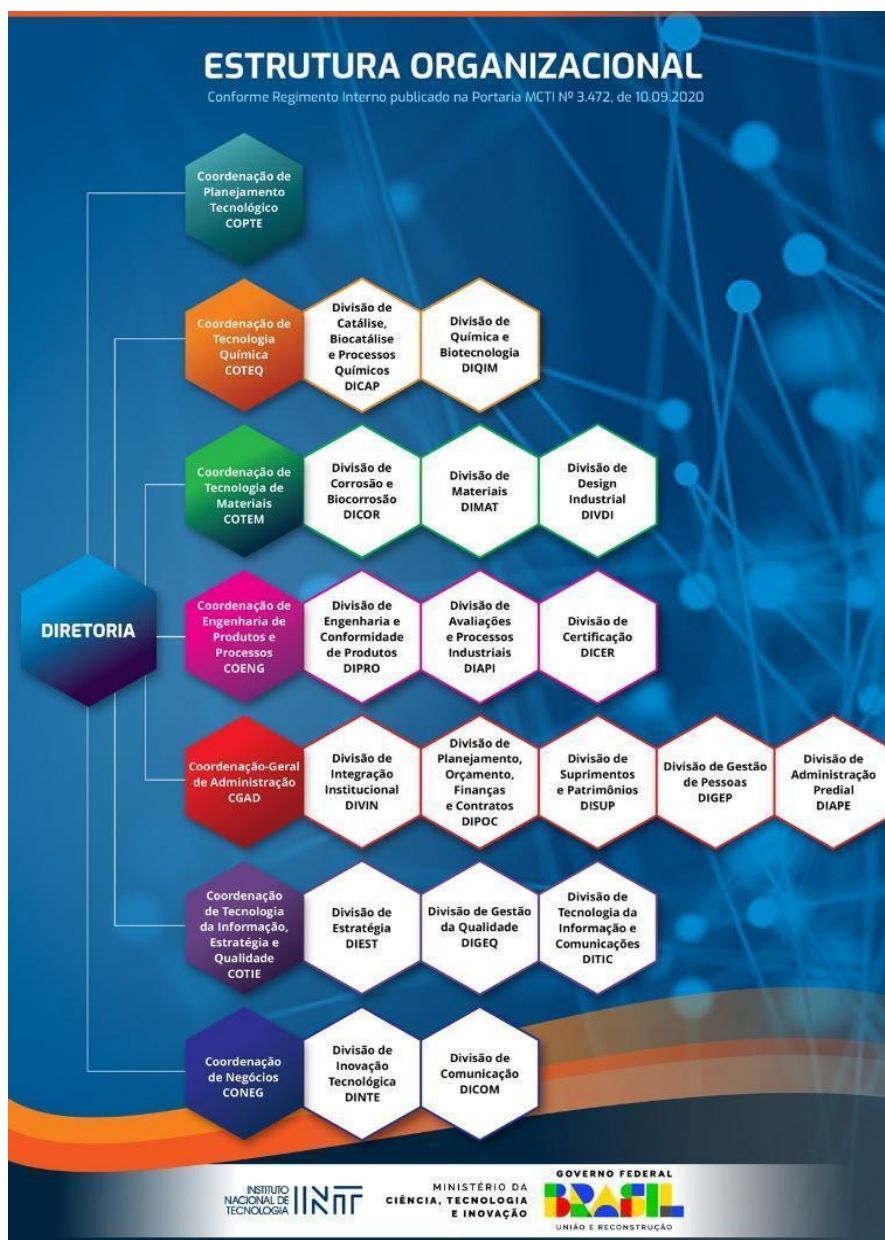 ESTRUTURA ORGANIZACIONAL
Conforme Regimento Interno publicado na Portaria MCTI Nº 3.472, de 10.09.2020
Coordenação de
Planejamento
Tecnológico
COPTE
Coordenação de
Tecnologia
Química
COTEQ
Divisão de
Catálise,
Biocatálise
e Processos
Químicos
DICAP
Divisão de
Química e
Biotecnologia
DIQIM
Coordenação de
Tecnologia de
Materiais
COTEM
Divisão de
Corrosão e
Biocorrosão
DICOR
Divisão de
Materiais
DIMAT
Divisão de
Design
Industrial
DIVDI
DIRETORIA
Coordenação de
Engenharia de
Produtos e
Processos
COENG
Divisão de
Engenharia e
Conformidade
de Produtos
DIPRO
Divisão de
Avaliações
e Processos
Industriais
DIAPI
Divisão de
Certificação
DICER
Coordenação-Geral
de Administração
CGAD
Divisão de
Integração
Institucional
DIVIN
Divisão de
Planejamento,
Orçamento,
Finanças
e Contratos
DIPOC
Divisão de
Suprimentos
e Patrimônios
DISUP
Divisão de Gestão
de Pessoas
DIGEP
Divisão de
Administração
Predial
DIAPE
Coordenação
de Tecnologia
da Informação,
Estratégia e
Qualidade
COTIE
Divisão de
Estratégia
DIEST
Divisão de Gestão
da Qualidade
DIGEQ
Divisão de
Tecnologia da
Informação e
Comunicações
DITIC
Coordenação
de Negócios
CONEG
Divisão de
Inovação
Tecnológica
DINTE
Divisão de
Comunicação
DICOM
INSTITUTO
NACIONAL DE
TECNOLOGIA
INT
MINISTÉRIO DA
CIÊNCIA, TECNOLOGIA
E INOVAÇÃO
GOVERNO FEDERAL
BRASIL
UNIÃO E RECONSTRUÇÃO